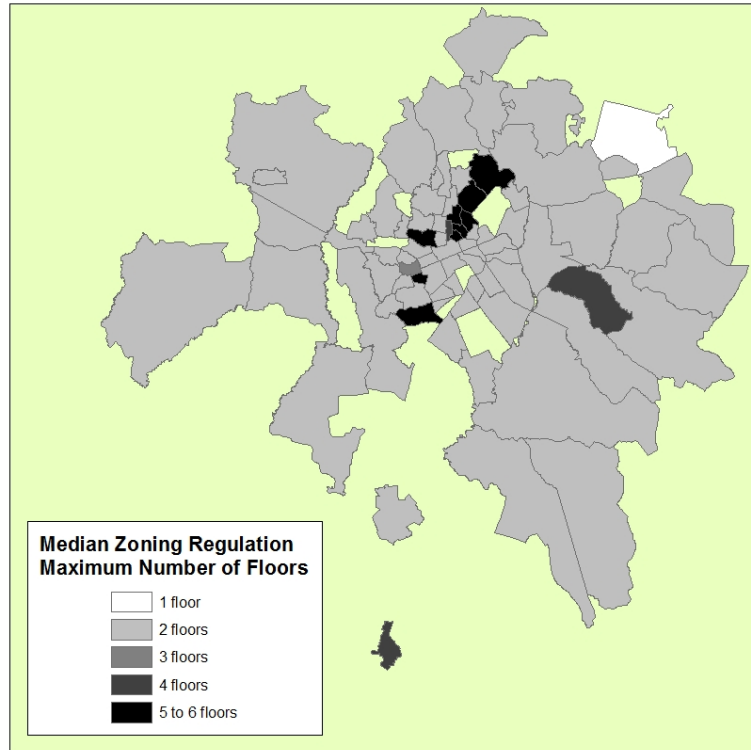 Median Zoning Regulation
Maximum Number of Floors
1 floor
2 floors
3 floors
4 floors
5 to 6 floors